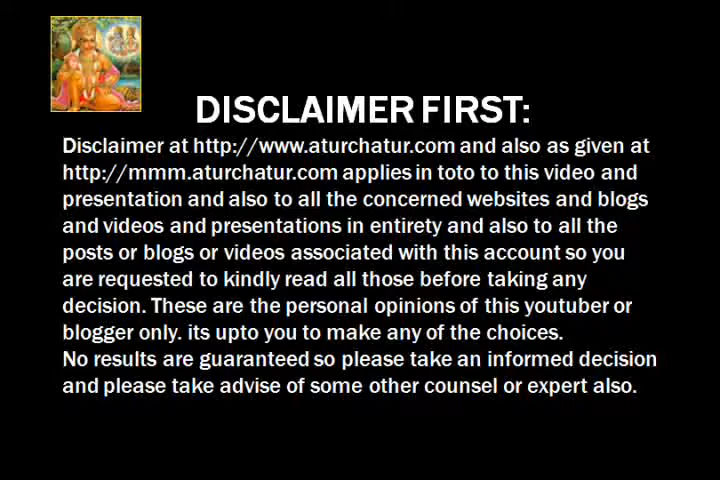 DISCLAIMER FIRST:
Disclaimer at http://www.aturchatur.com and also as given at
http://mmm.aturchatur.com applies in toto to this video and
presentation and also to all the concerned websites and blogs
and videos and presentations in entirety and also to all the
posts or blogs or videos associated with this account so you
are requested to kindly read all those before taking any
decision. These are the personal opinions of this youtuber or
blogger only. its upto you to make any of the choices.
No results are guaranteed so please take an informed decision
and please take advise of some other counsel or expert also.